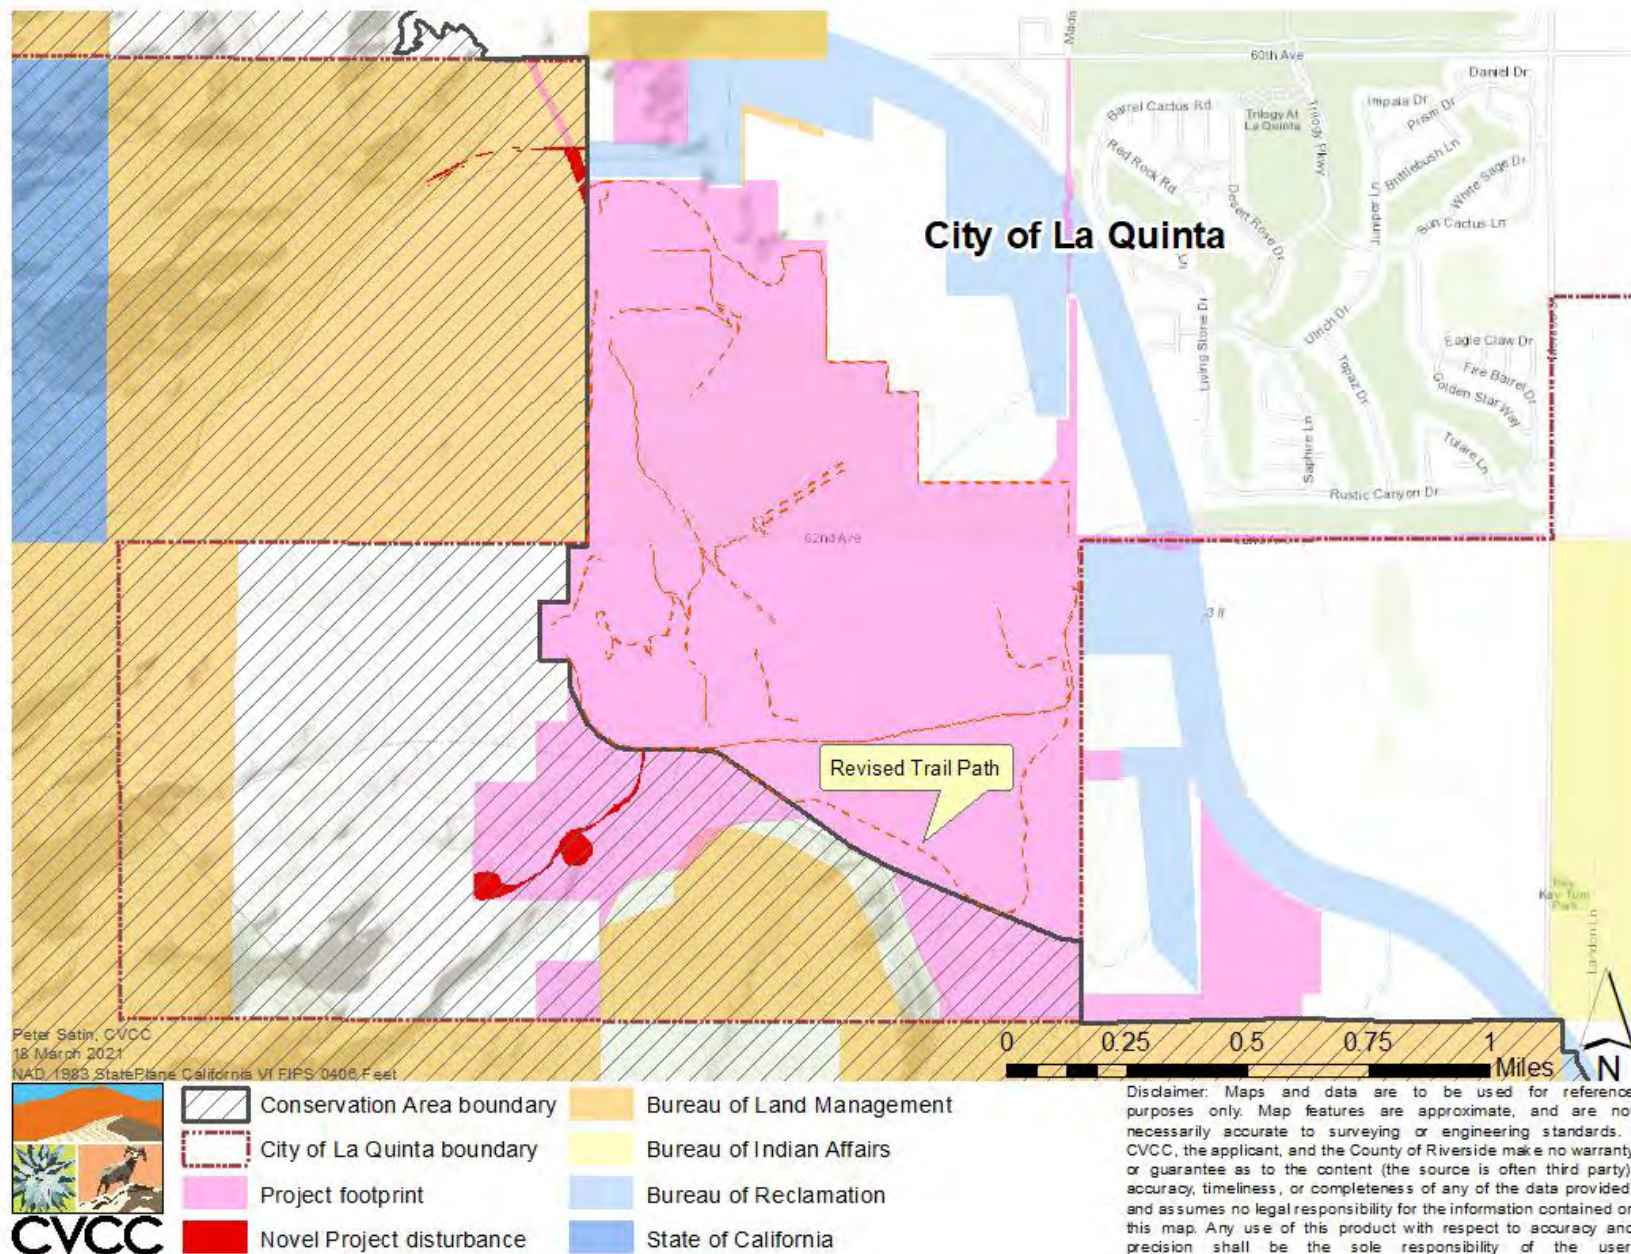 Madis
60th Ave
Daniel Dr
Impala Dr
Barrel Cactus Rd
Trilogy At
La Quinta
Trilogy Pkwy
Prism Dr
Brittlebush Ln
Red Rock Rd
White Sage Dr
Desert Rose Dr
Juniper Ln
Sun Cactus Ln
City of La Quinta
Living Stone Dr
Ulrich Dr
Eagle Claw Dr
Topaz Dr
Fire Barrel Dr
Golden Star Way
Saphire Ln
Tulare Ln
Rustic Canyon Dr
62nd Ave
Revised Trail Path
Landon Ln
Peter Satin, CVCC
18 March 2021
NAD 1983 StatePlane California VI FIPS 0406 Feet
0 0.25 0.5 0.75 1
Miles
N
CVCC
Conservation Area boundary
City of La Quinta boundary
Project footprint
Novel Project disturbance
Bureau of Land Management
Bureau of Indian Affairs
Bureau of Reclamation
State of California
Disclaimer: Maps and data are to be used for reference
purposes only. Map features are approximate, and are no
necessarily accurate to surveying or engineering standards.
CVCC, the applicant, and the County of Riverside make no warranty
or guarantee as to the content (the source is often third party)
accuracy, timeliness, or completeness of any of the data provided
and assumes no legal responsibility for the information contained on
this map. Any use of this product with respect to accuracy and
precision shall be the sole responsibility of the user